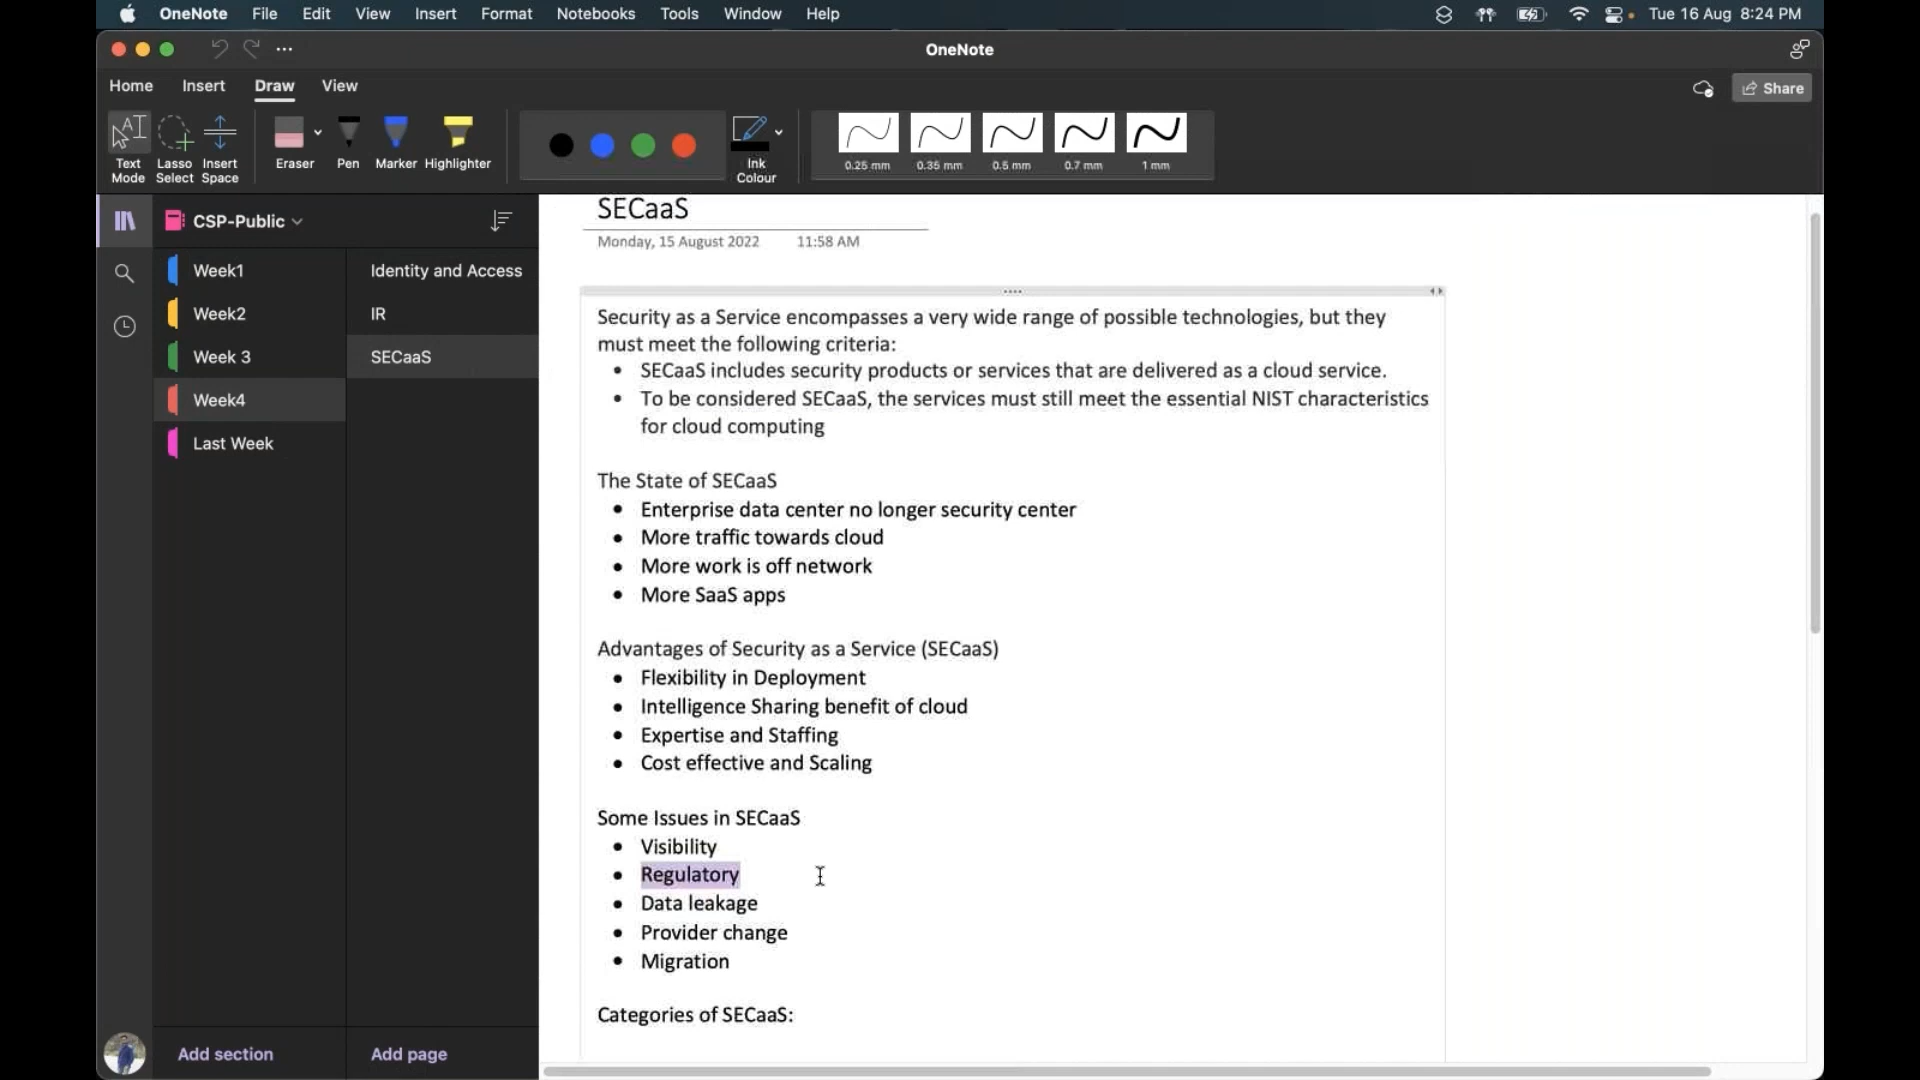 OneNote File Edit View Insert Format Notebooks Tools Window Help Tue 16 Aug 8:24 PM
OneNote
Home Insert Draw View Share
Text Mode Lasso Select Insert Space Eraser Pen Marker Highlighter Ink Colour 0.25 mm 0.35 mm 0.5 mm 0.7 mm 1 mm
CSP-Public
Week1
Week2
Week 3
Week4
Last Week
Add section
Identity and Access
IR
SECaaS
Add page
SECaaS
Monday, 15 August 2022 11:58 AM
Security as a Service encompasses a very wide range of possible technologies, but they
must meet the following criteria:
• SECaaS includes security products or services that are delivered as a cloud service.
• To be considered SECaaS, the services must still meet the essential NIST characteristics
for cloud computing
The State of SECaaS
• Enterprise data center no longer security center
• More traffic towards cloud
• More work is off network
• More SaaS apps
Advantages of Security as a Service (SECaaS)
• Flexibility in Deployment
• Intelligence Sharing benefit of cloud
• Expertise and Staffing
• Cost effective and Scaling
Some Issues in SECaaS
• Visibility
• Regulatory
• Data leakage
• Provider change
• Migration
Categories of SECaaS: